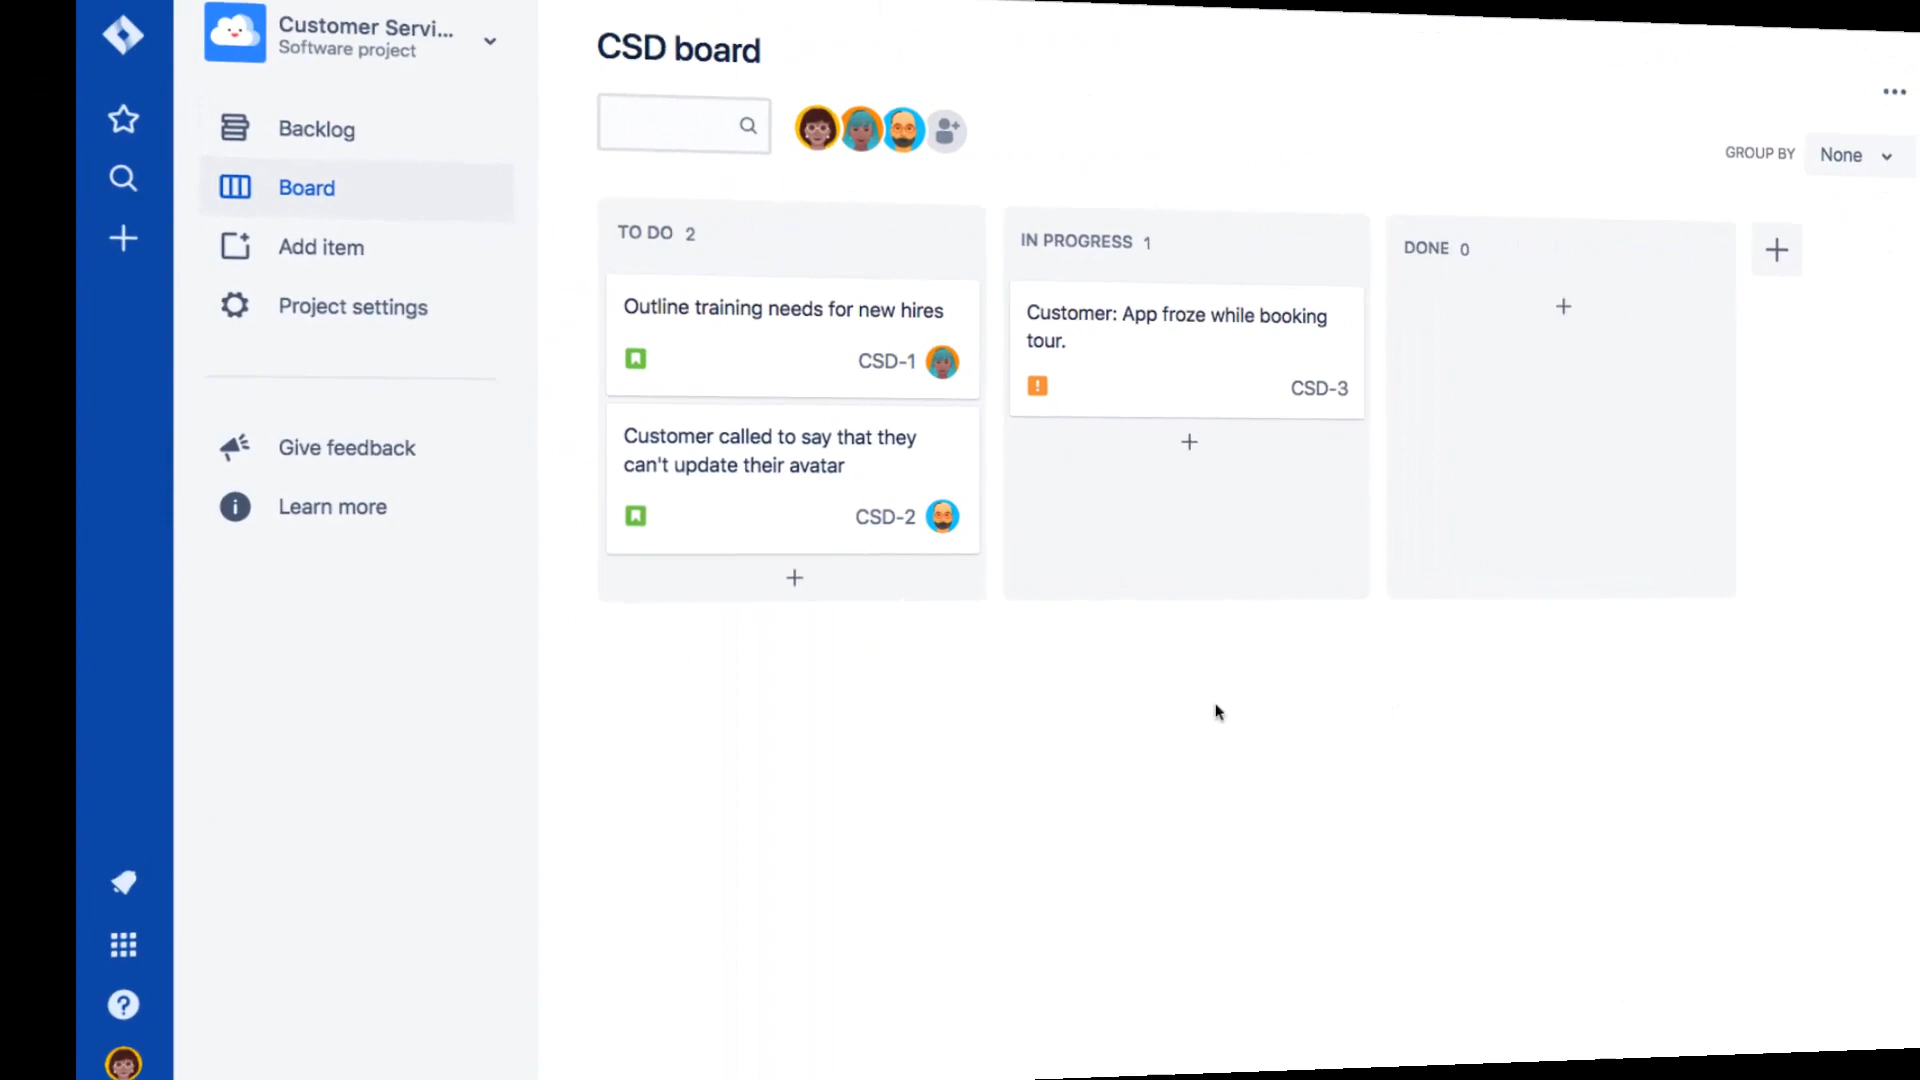 Customer Servi...
Software project
Backlog
Board
Add item
Project settings
Give feedback
Learn more
CSD board
GROUP BY None
TO DO 2
Outline training needs for new hires
CSD-1
Customer called to say that they
can't update their avatar
CSD-2
IN PROGRESS 1
Customer: App froze while booking
tour.
CSD-3
DONE 0